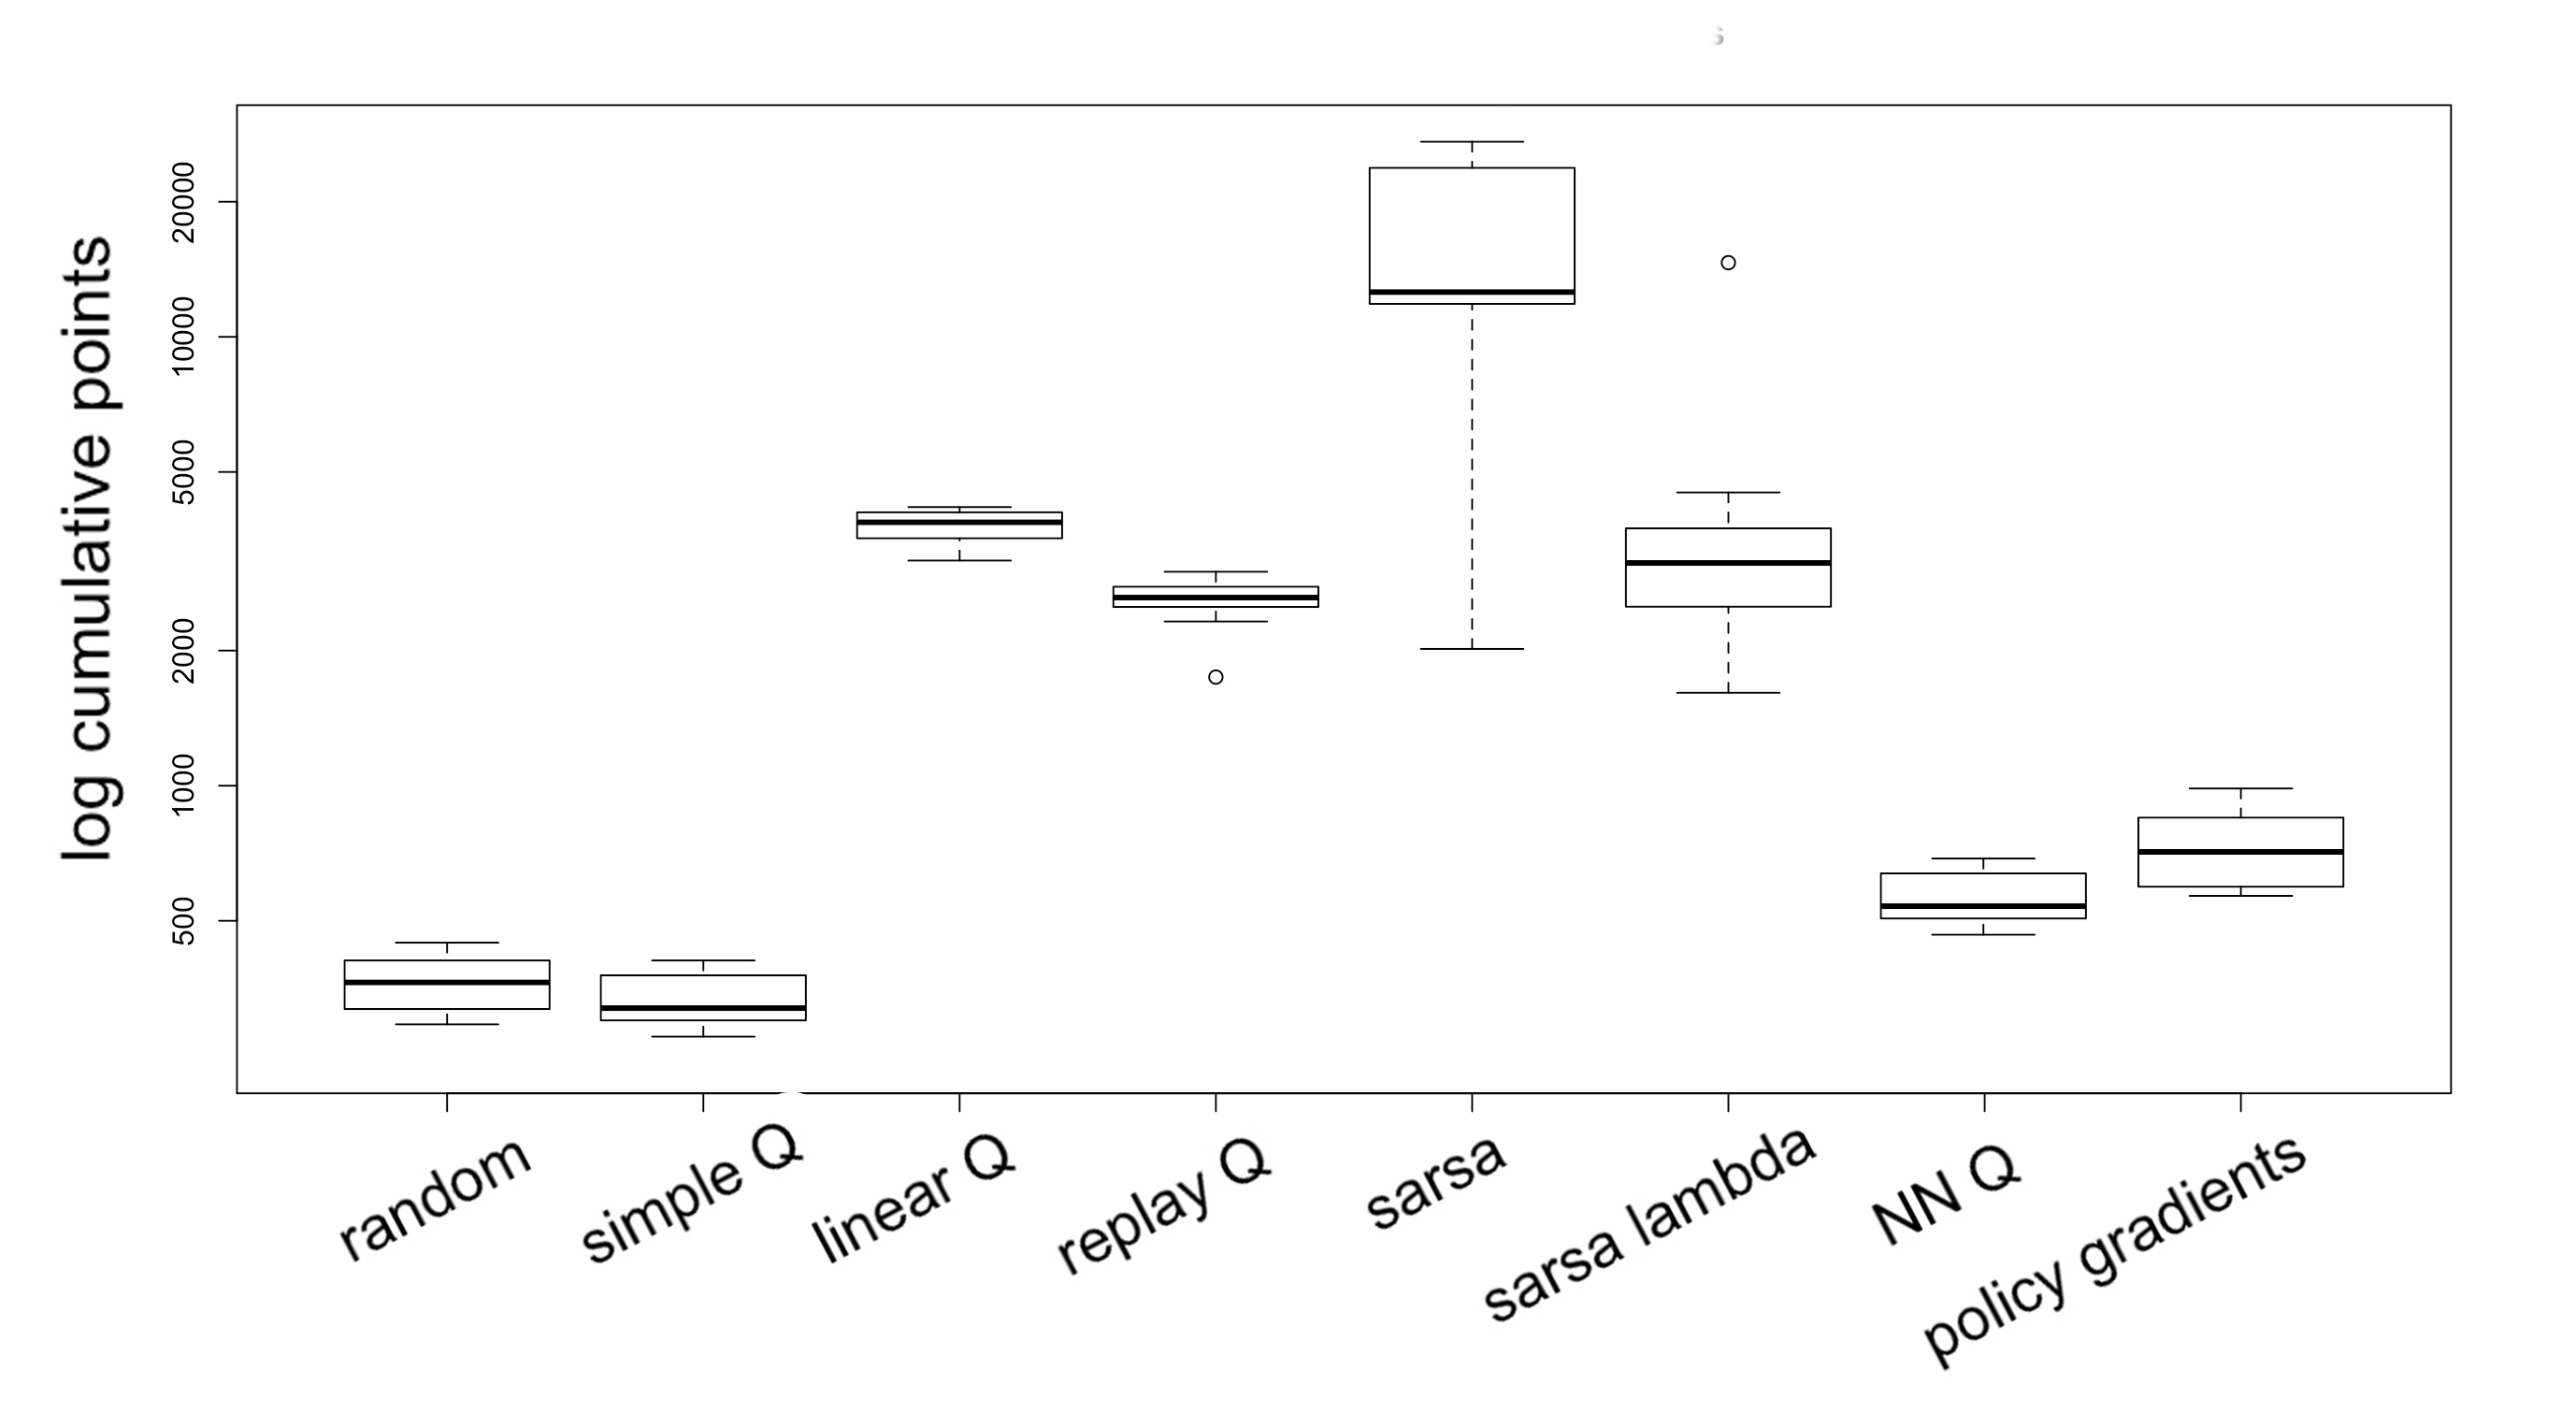 s
log cumulative points
20000
10000
5000
2000
1000
500
random
simple Q
linear Q
replay Q
sarsa
sarsa lambda
NN Q
policy gradients